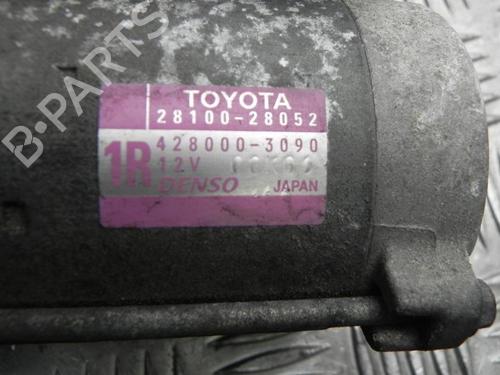 B-PARTS
TOYOTA
28100-28052
1R
428000-3090
12V
DENSO JAPAN